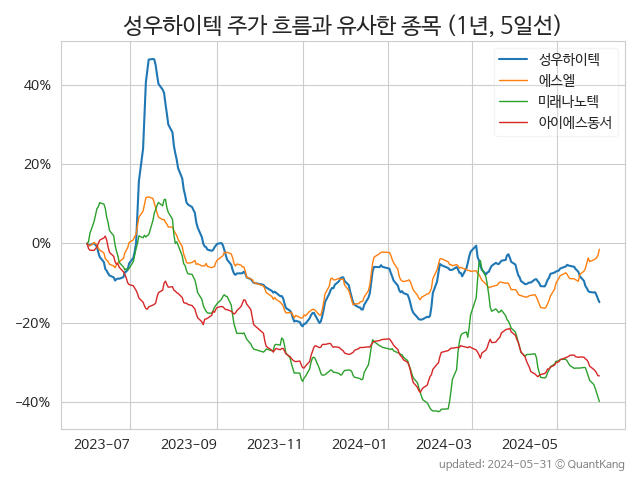 성우하이텍 주가 흐름과 유사한 종목 (1년, 5일선)
성우하이텍
에스엘
미래나노텍
아이에스동서
40%
20%
0%
−20%
−40%
2023-07 2023-09 2023-11 2024-01 2024-03 2024-05
updated: 2024-05-31 © QuantKang